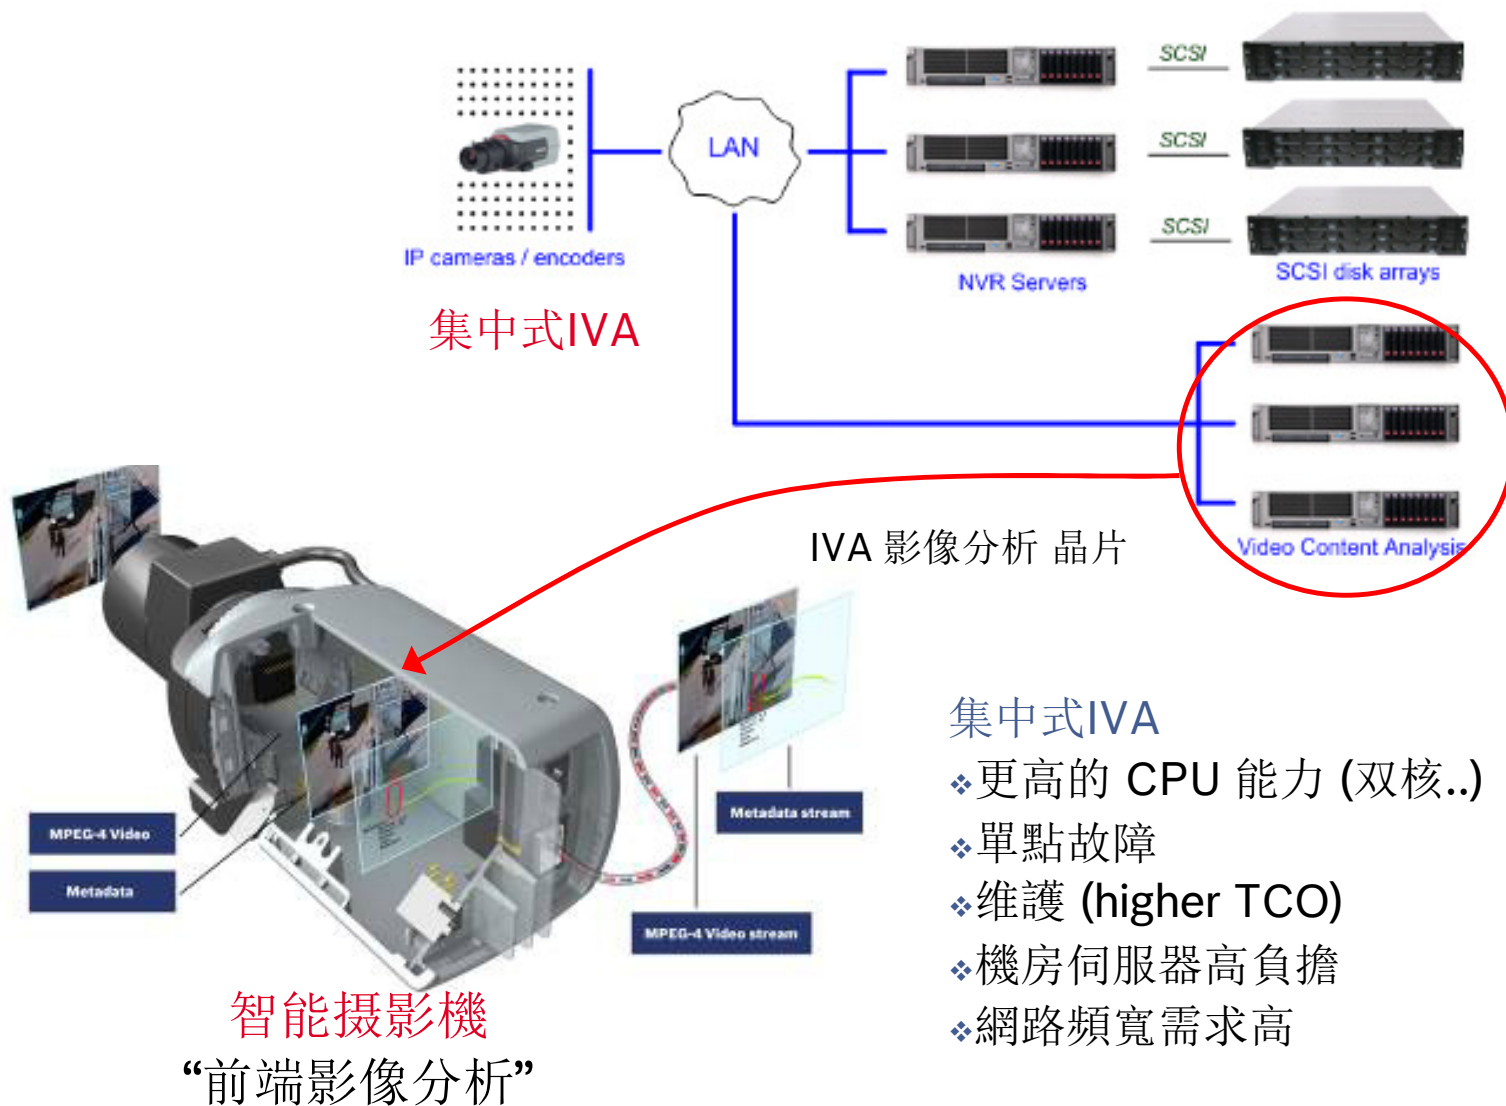 SCSI
LAN
SCSI
SCSI
IP cameras / encoders
NVR Servers
SCSI disk arrays
集中式IVA
IVA 影像分析 晶片
Video Content Analysis
MPEG-4 Video
Metadata
Metadata stream
MPEG-4 Video stream
集中式IVA
❖更高的 CPU 能力 (双核..)
❖單點故障
❖维護 (higher TCO)
❖機房伺服器高負擔
❖網路頻寬需求高
智能摄影機
“前端影像分析”